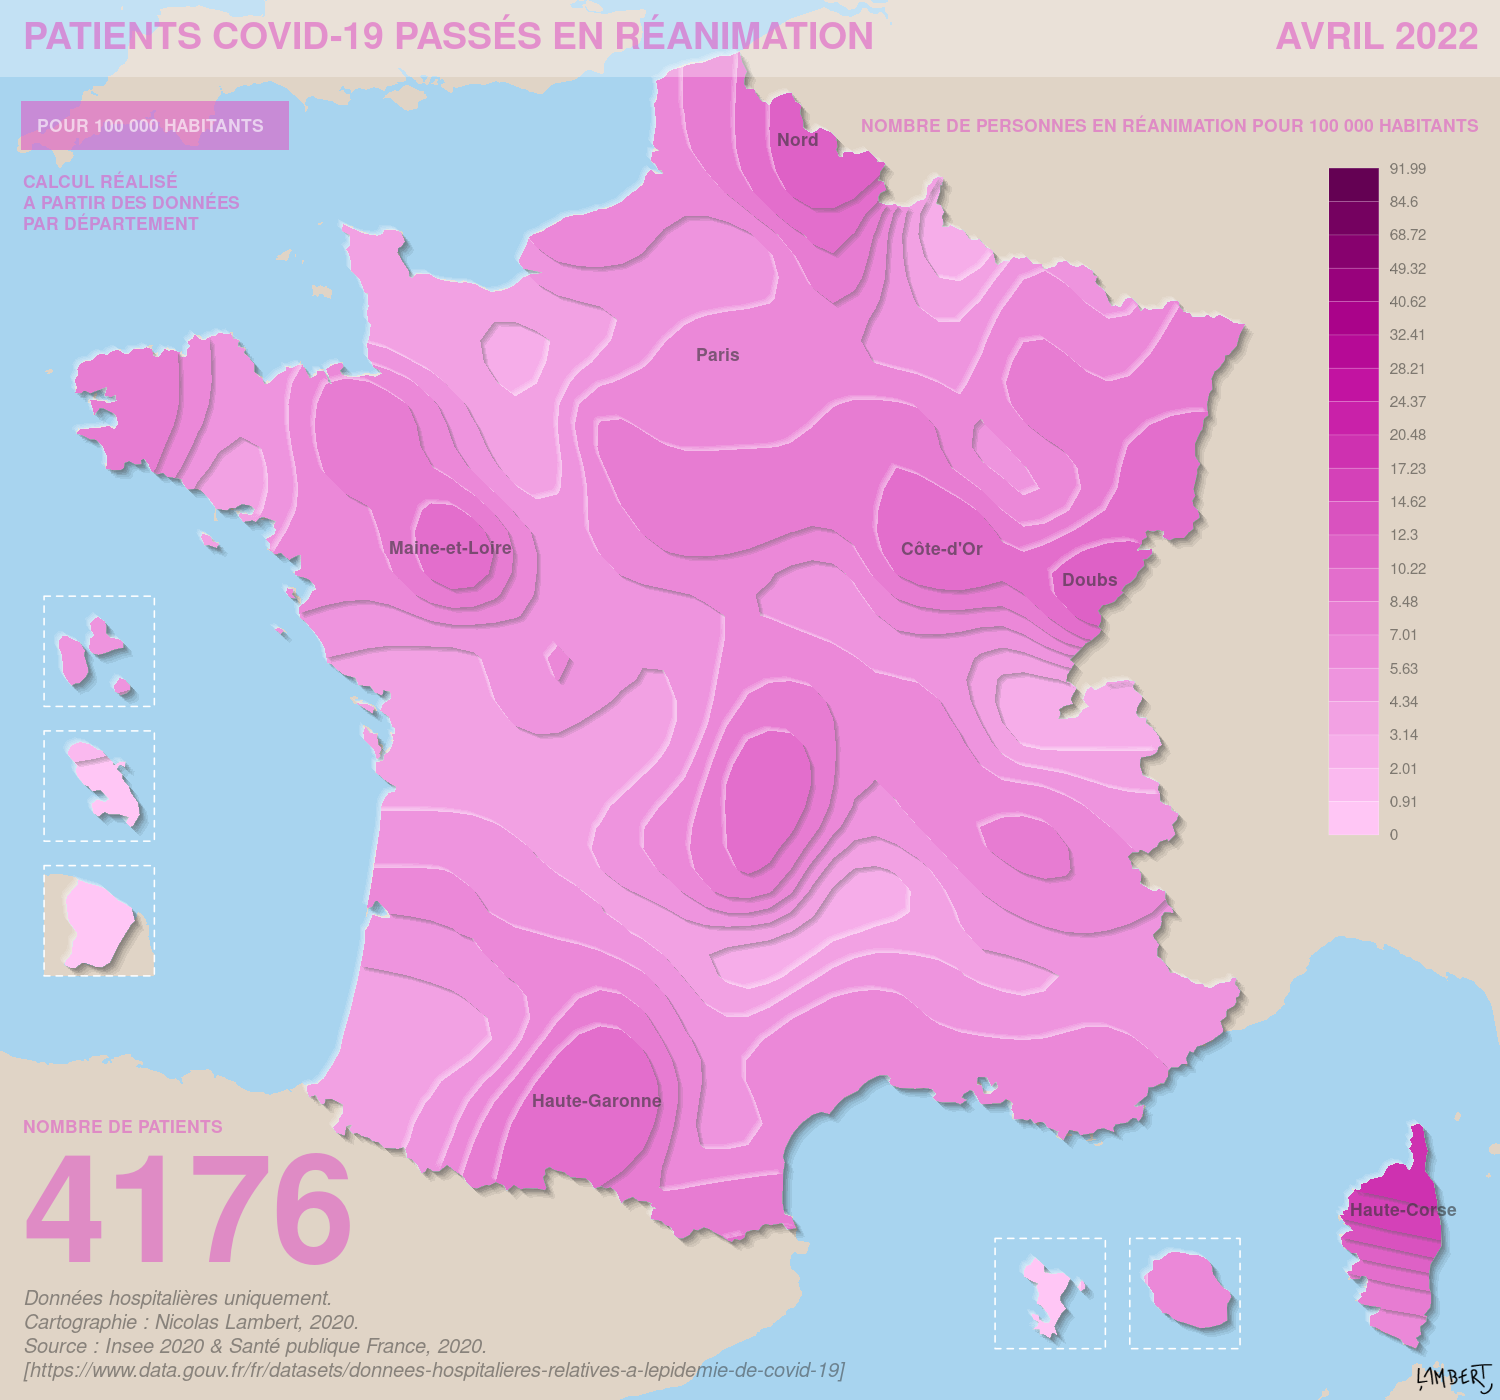 PATIENTS COVID-19 PASSÉS EN RÉANIMATION
AVRIL 2022
POUR 100 000 HABITANTS
CALCUL RÉALISÉ
A PARTIR DES DONNÉES
PAR DÉPARTEMENT
NOMBRE DE PERSONNES EN RÉANIMATION POUR 100 000 HABITANTS
91.99
84.6
68.72
49.32
40.62
32.41
28.21
24.37
20.48
17.23
14.62
12.3
10.22
8.48
7.01
5.63
4.34
3.14
2.01
0.91
0
Nord
Paris
Maine-et-Loire
Côte-d'Or
Doubs
Haute-Garonne
Haute-Corse
NOMBRE DE PATIENTS
4176
Données hospitalières uniquement.
Cartographie : Nicolas Lambert, 2020.
Source : Insee 2020 & Santé publique France, 2020.
[https://www.data.gouv.fr/fr/datasets/donnees-hospitalieres-relatives-a-lepidemie-de-covid-19]
LAMBERT